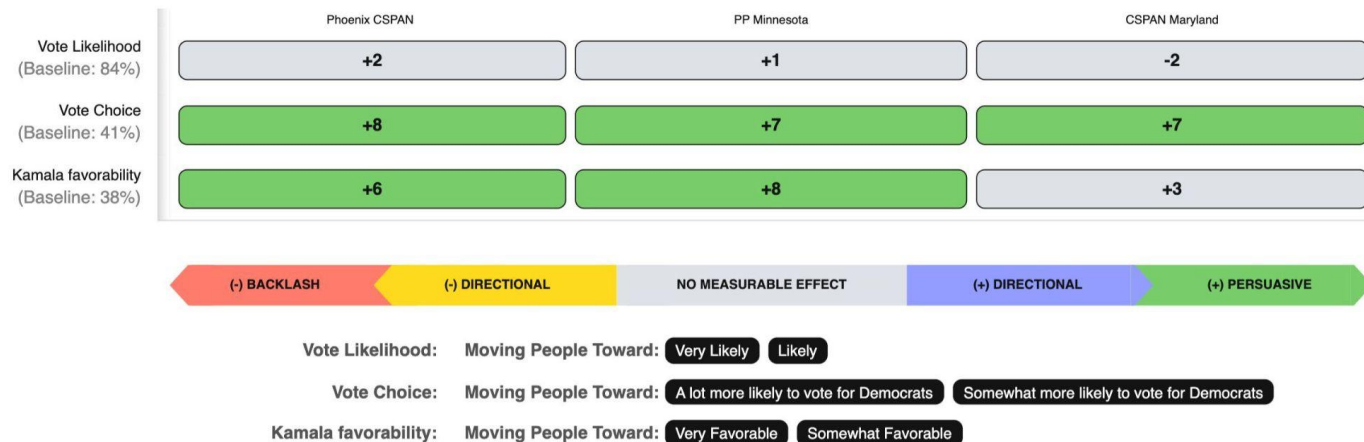 Phoenix CSPAN PP Minnesota CSPAN Maryland
Vote Likelihood
(Baseline: 84%)
+2 +1 -2
Vote Choice
(Baseline: 41%)
+8 +7 +7
Kamala favorability
(Baseline: 38%)
+6 +8 +3
(-) BACKLASH (-) DIRECTIONAL NO MEASURABLE EFFECT (+) DIRECTIONAL (+) PERSUASIVE
Vote Likelihood: Moving People Toward: Very Likely Likely
Vote Choice: Moving People Toward: A lot more likely to vote for Democrats Somewhat more likely to vote for Democrats
Kamala favorability: Moving People Toward: Very Favorable Somewhat Favorable